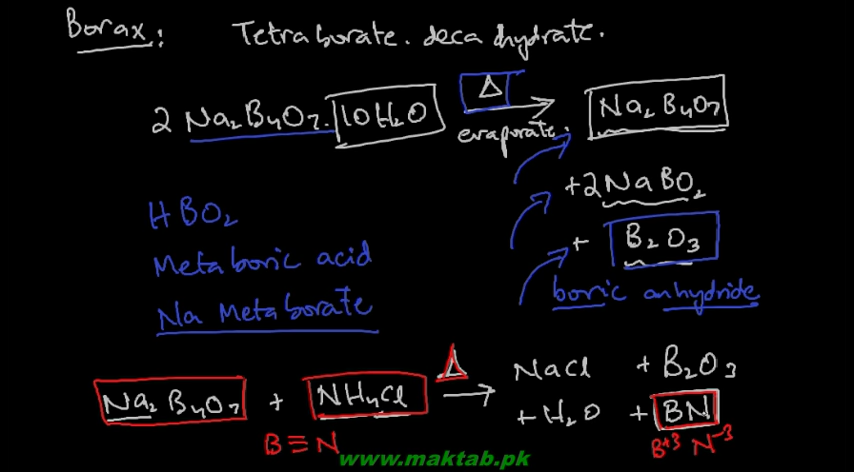 Borax: Tetraborate. decahydrate.
2 Na₂B₄O₇. 10H₂O Δ evaporate. Na₂B₄O₇
+2NaBO₂
HBO₂
+ B₂O₃
Metaboric acid
boric anhydride
Na Metaborate
Na₂B₄O₇ + NH₄Cl Δ → NaCl + B₂O₃
+ H₂O + BN
B≡N
B⁺³ N⁻³
www.maktab.pk